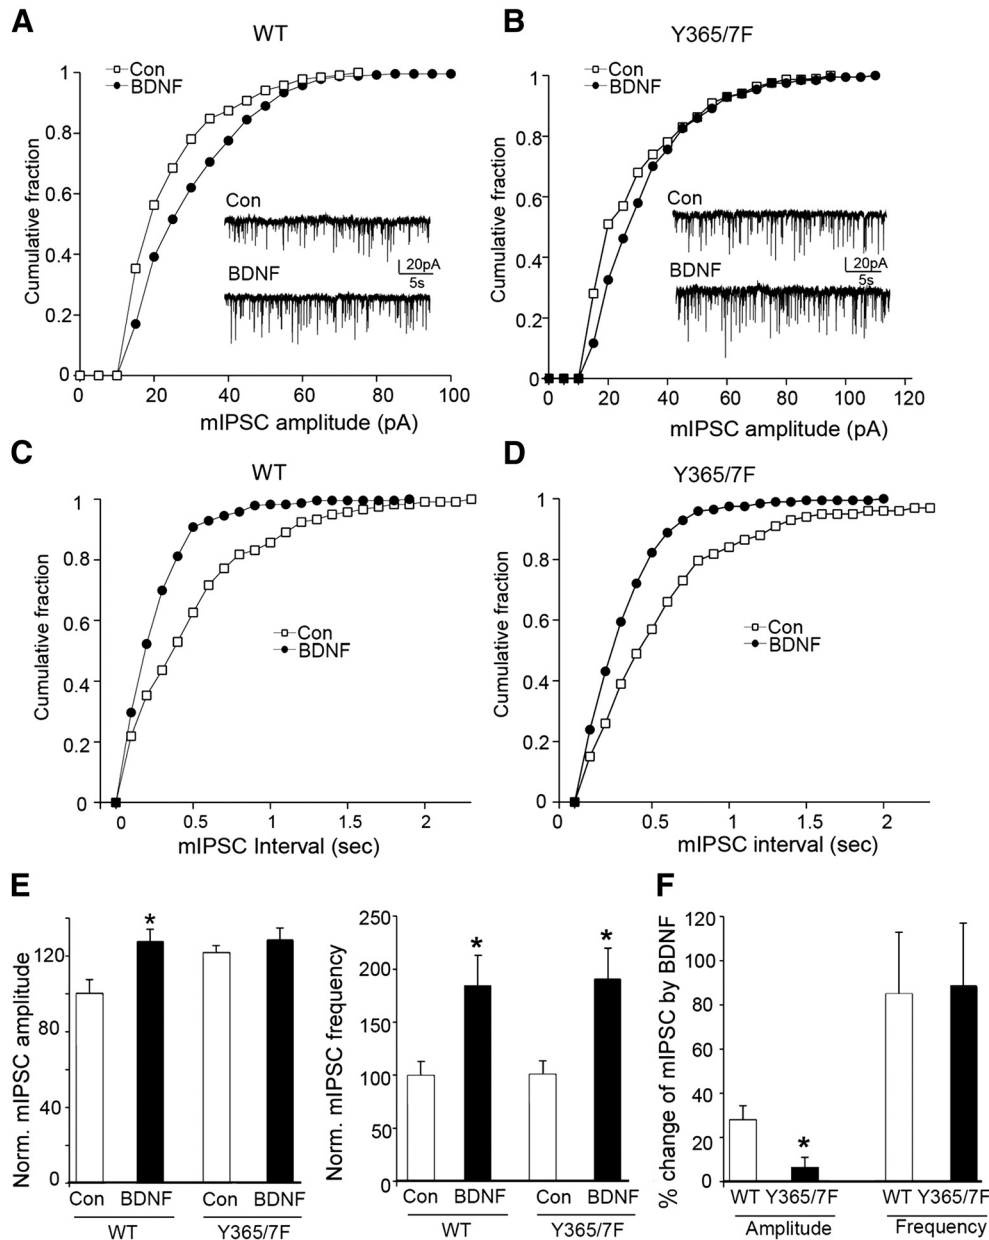 A
WT
Con
BDNF
1
0.8
0.6
0.4
0.2
0
Cumulative fraction
Con
20pA
5s
BDNF
0 20 40 60 80 100
mIPSC amplitude (pA)
B
Y365/7F
Con
BDNF
1
0.8
0.6
0.4
0.2
0
Cumulative fraction
Con
20pA
5s
BDNF
0 20 40 60 80 100 120
mIPSC amplitude (pA)
C
WT
1
0.8
0.6
0.4
0.2
0
Cumulative fraction
Con
BDNF
0 0.5 1 1.5 2
mIPSC Interval (sec)
D
Y365/7F
1
0.8
0.6
0.4
0.2
0
Cumulative fraction
Con
BDNF
0 0.5 1 1.5 2
mIPSC interval (sec)
E
Norm. mIPSC amplitude
120
80
40
0
*
Con BDNF Con BDNF
WT Y365/7F
Norm. mIPSC frequency
250
200
150
100
50
0
* *
Con BDNF Con BDNF
WT Y365/7F
F
% change of mIPSC by BDNF
120
100
80
60
40
20
0
*
WT Y365/7F WT Y365/7F
Amplitude Frequency